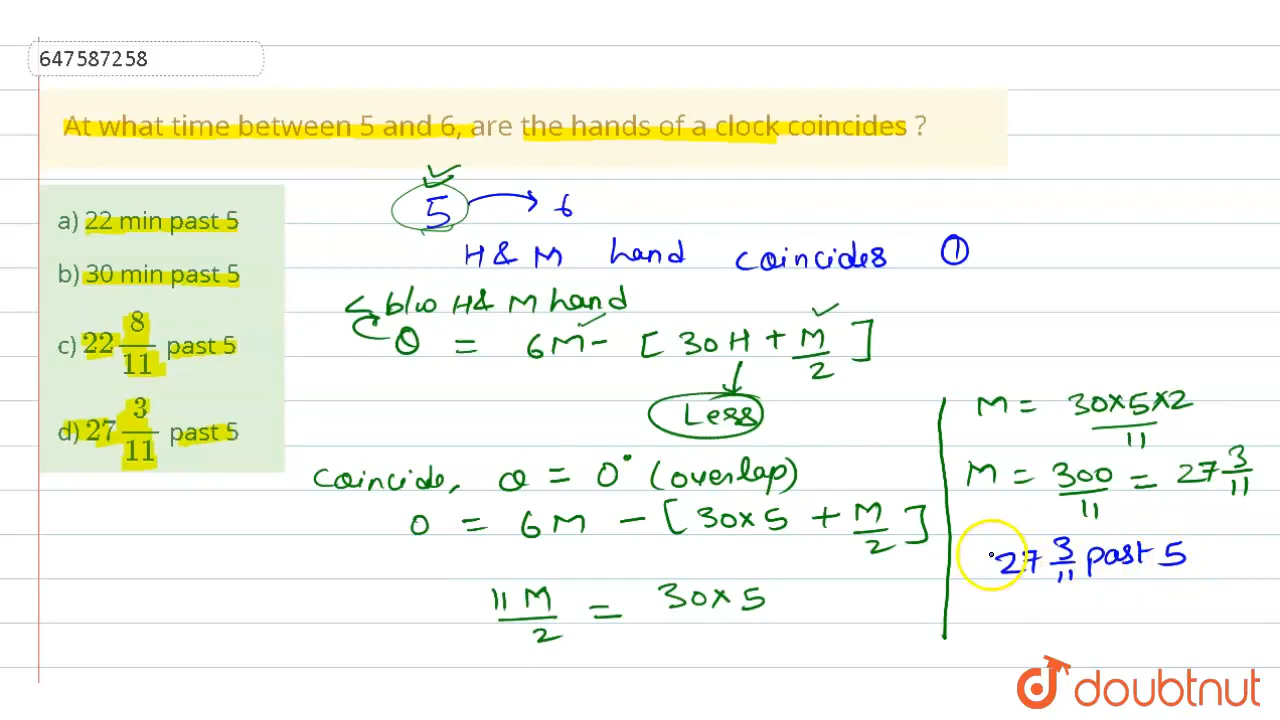 647587258
At what time between 5 and 6, are the hands of a clock coincides ?
a) 22 min past 5
b) 30 min past 5
c) 22 8/11 past 5
d) 27 3/11 past 5
5 → 6
H & M hand coincides ①
∠ b/w H & M hand
θ = 6M - [30H + M/2]
Less
coincide, θ = 0° (overlap)
0 = 6M - [30×5 + M/2]
11M/2 = 30×5
M = 30×5×2/11
M = 300/11 = 27 3/11
27 3/11 past 5
doubtnut